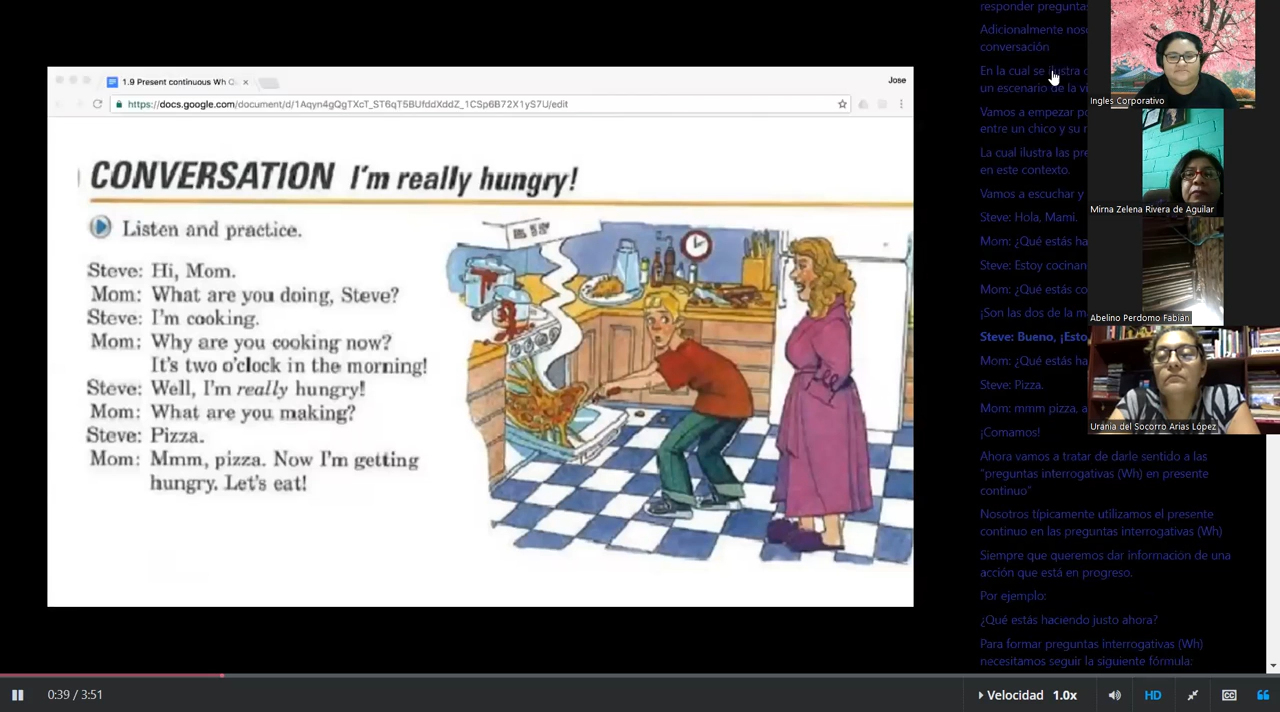 1.9 Present continuous Wh Q
Jose
https://docs.google.com/document/d/1Aqyn4gQgTXcT_ST6qT5BUfddXddZ_1CSp6B72X1yS7U/edit
CONVERSATION I'm really hungry!
Listen and practice.
Steve: Hi, Mom.
Mom: What are you doing, Steve?
Steve: I'm cooking.
Mom: Why are you cooking now?
It's two o'clock in the morning!
Steve: Well, I'm really hungry!
Mom: What are you making?
Steve: Pizza.
Mom: Mmm, pizza. Now I'm getting
hungry. Let's eat!
responder preguntas
Adicionalmente
conversación
En la cual se ilustra
un escenario de la
Vamos a empezar
entre un chico y su
La cual ilustra las
en este contexto.
Vamos a escuchar y
Steve: Hola, Mami.
Mom: ¿Qué estás
Steve: Estoy
Mom: ¿Qué estás
¡Son las dos de la
Steve: Bueno,
Mom: ¿Qué estás
Steve: Pizza.
Mom: mmm pizza,
¡Comamos!
Ahora vamos a tratar de darle sentido a las
"preguntas interrogativas (Wh) en presente
continuo"
Nosotros típicamente utilizamos el presente
continuo en las preguntas interrogativas (Wh)
Siempre que queremos dar información de una
acción que está en progreso.
Por ejemplo:
¿Qué estás haciendo justo ahora?
Para formar preguntas interrogativas (Wh)
necesitamos seguir la siguiente fórmula:
Ingles Corporativo
Mirna Zelena Rivera de Aguilar
Abelino Perdomo Fabian
Urania del Socorro Arias López
0:39 / 3:51
Velocidad 1.0x
HD
CC